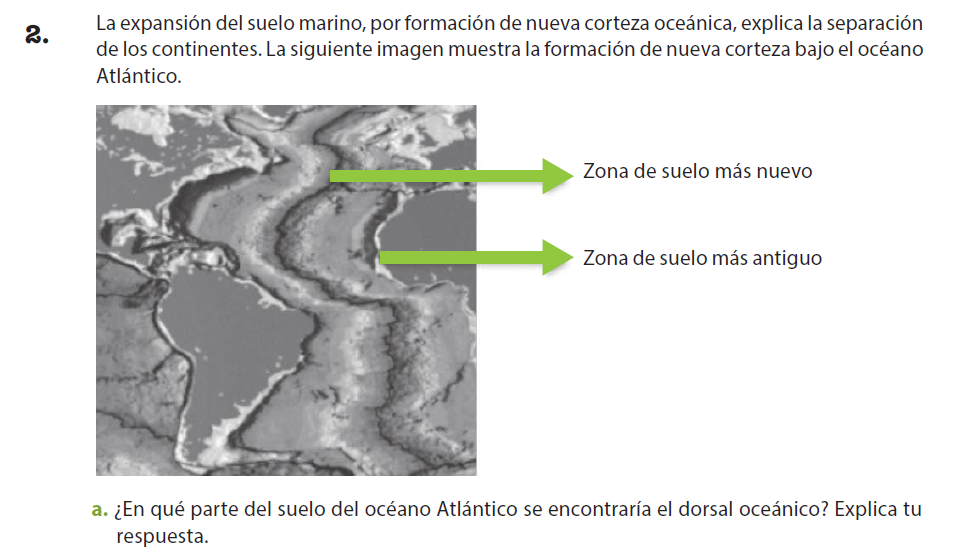 2.
La expansión del suelo marino, por formación de nueva corteza oceánica, explica la separación
de los continentes. La siguiente imagen muestra la formación de nueva corteza bajo el océano
Atlántico.
Zona de suelo más nuevo
Zona de suelo más antiguo
a. ¿En qué parte del suelo del océano Atlántico se encontraría el dorsal oceánico? Explica tu
respuesta.